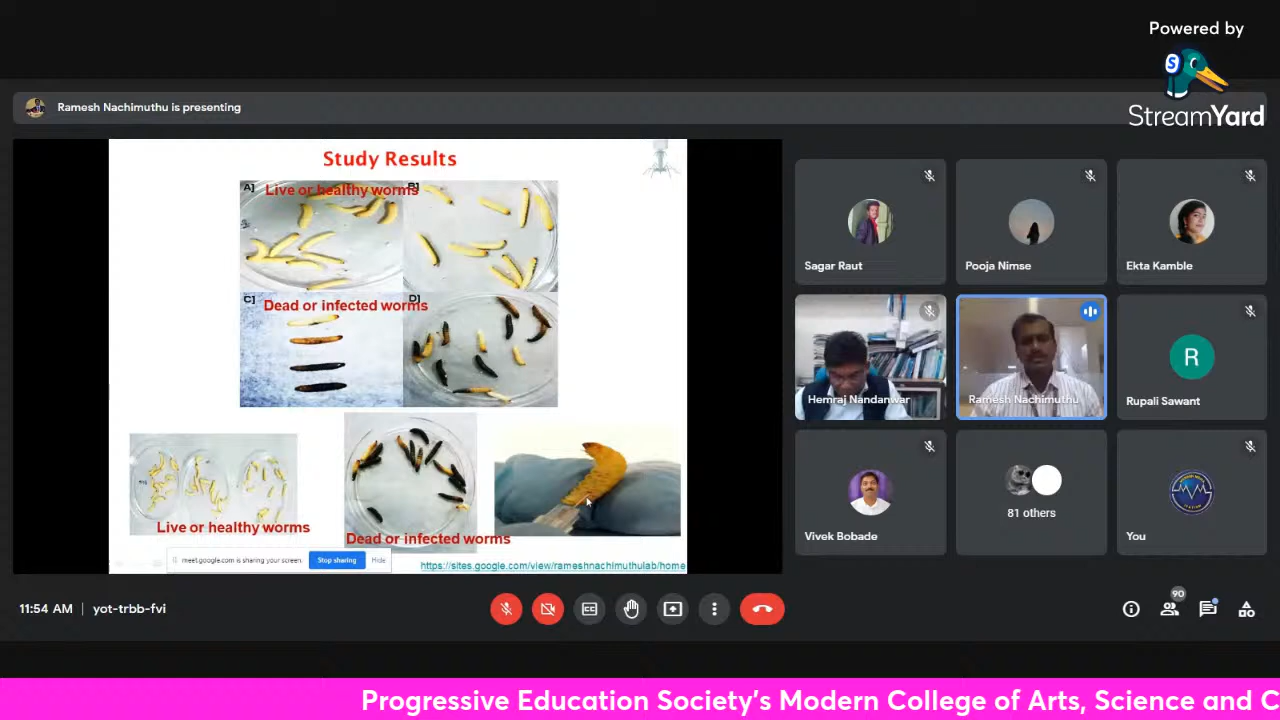 Powered by
S
StreamYard
Ramesh Nachimuthu is presenting
Study Results
A]
Live or healthy worms
B]
C]
Dead or infected worms
D]
Live or healthy worms
Dead or infected worms
meet.google.com is sharing your screen.
Stop sharing
Hide
https://sites.google.com/view/rameshnachimuthulab/home
Sagar Raut
Pooja Nimse
Ekta Kamble
Hemraj Nandanwar
Ramesh Nachimuthu
R
Rupali Sawant
Vivek Bobade
81 others
You
11:54 AM | yot-trbb-fvi
CC
90
Progressive Education Society's Modern College of Arts, Science and C